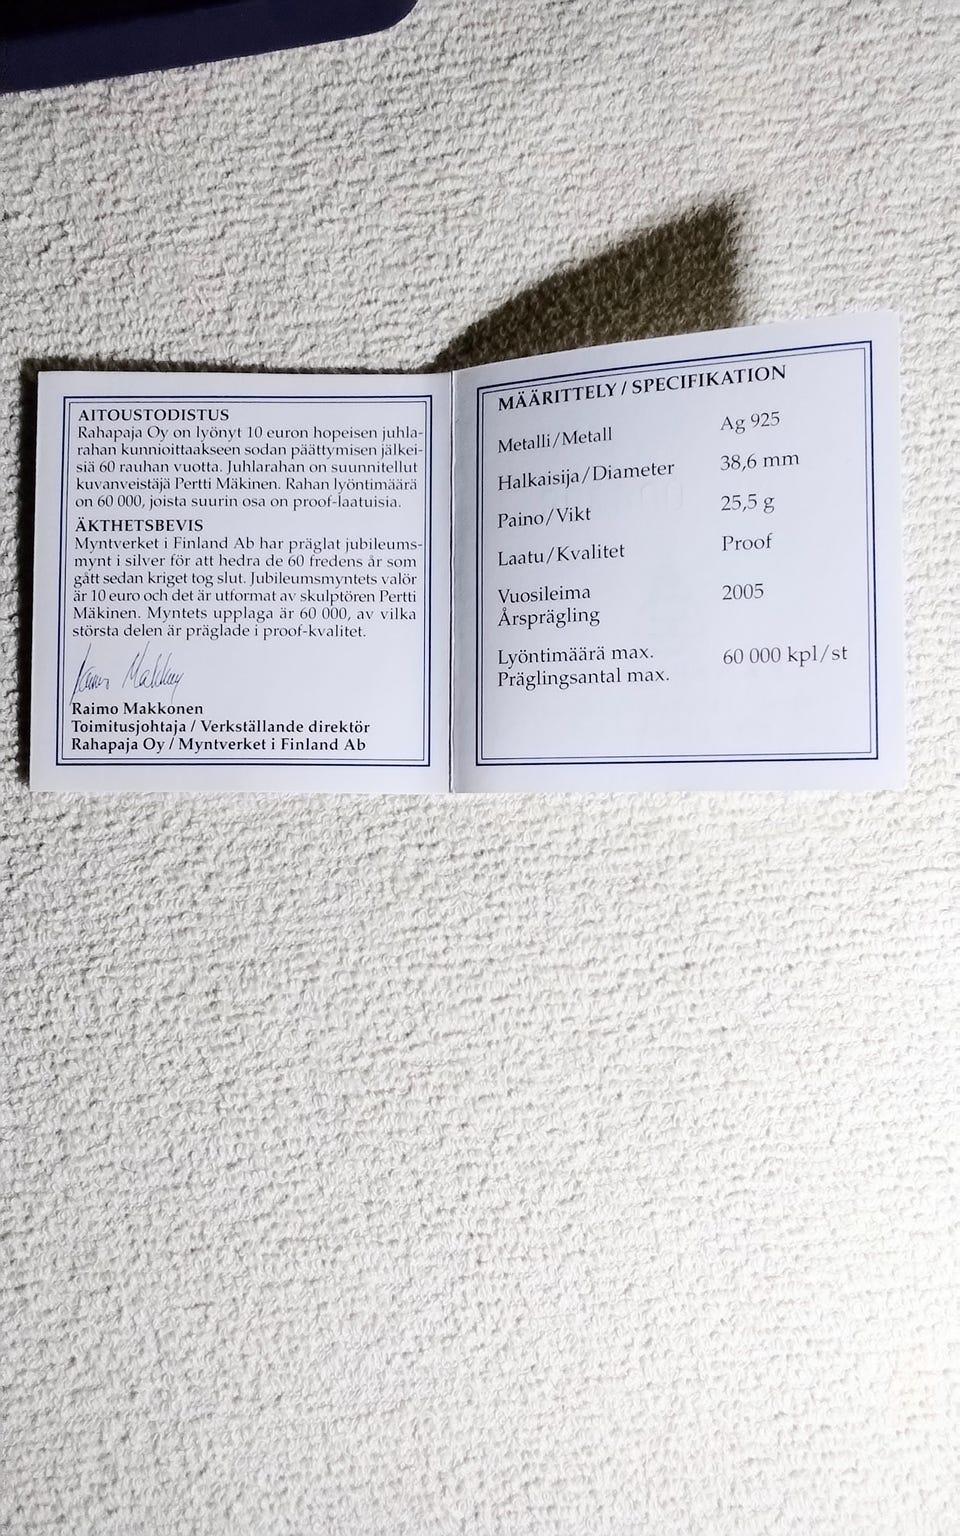 AITOUSTODISTUS
Rahapaja Oy on lyönyt 10 euron hopeisen juhla-
rahan kunnioittaakseen sodan päättymisen jälkei-
siä 60 rauhan vuotta. Juhlarahan on suunnitellut
kuvanveistäjä Pertti Mäkinen. Rahan lyöntimäärä
on 60 000, joista suurin osa on proof-laatuisia.
ÄKTHETSBEVIS
Myntverket i Finland Ab har präglat jubileums-
mynt i silver för att hedra de 60 fredens år som
gått sedan kriget tog slut. Jubileumsmyntets valör
är 10 euro och det är utformat av skulptören Pertti
Mäkinen. Myntets upplaga är 60 000, av vilka
största delen är präglade i proof-kvalitet.
Raimo Makkonen
Raimo Makkonen
Toimitusjohtaja / Verkställande direktör
Rahapaja Oy / Myntverket i Finland Ab
MÄÄRITTELY / SPECIFIKATION
Metalli/Metall Ag 925
Halkaisija/Diameter 38,6 mm
Paino/Vikt 25,5 g
Laatu/Kvalitet Proof
Vuosileima 2005
Årsprägling
Lyöntimäärä max. 60 000 kpl/st
Präglingsantal max.